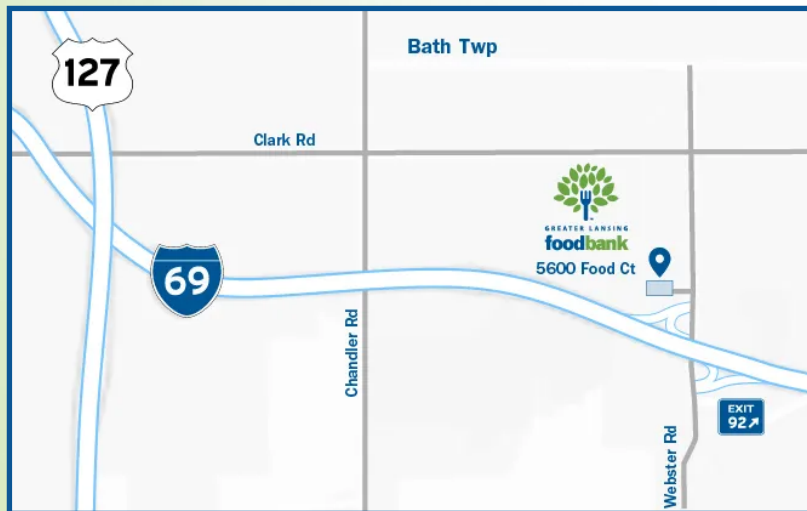 127
Bath Twp
Clark Rd
GREATER LANSING
foodbank
5600 Food Ct
69
Chandler Rd
EXIT
92
Webster Rd